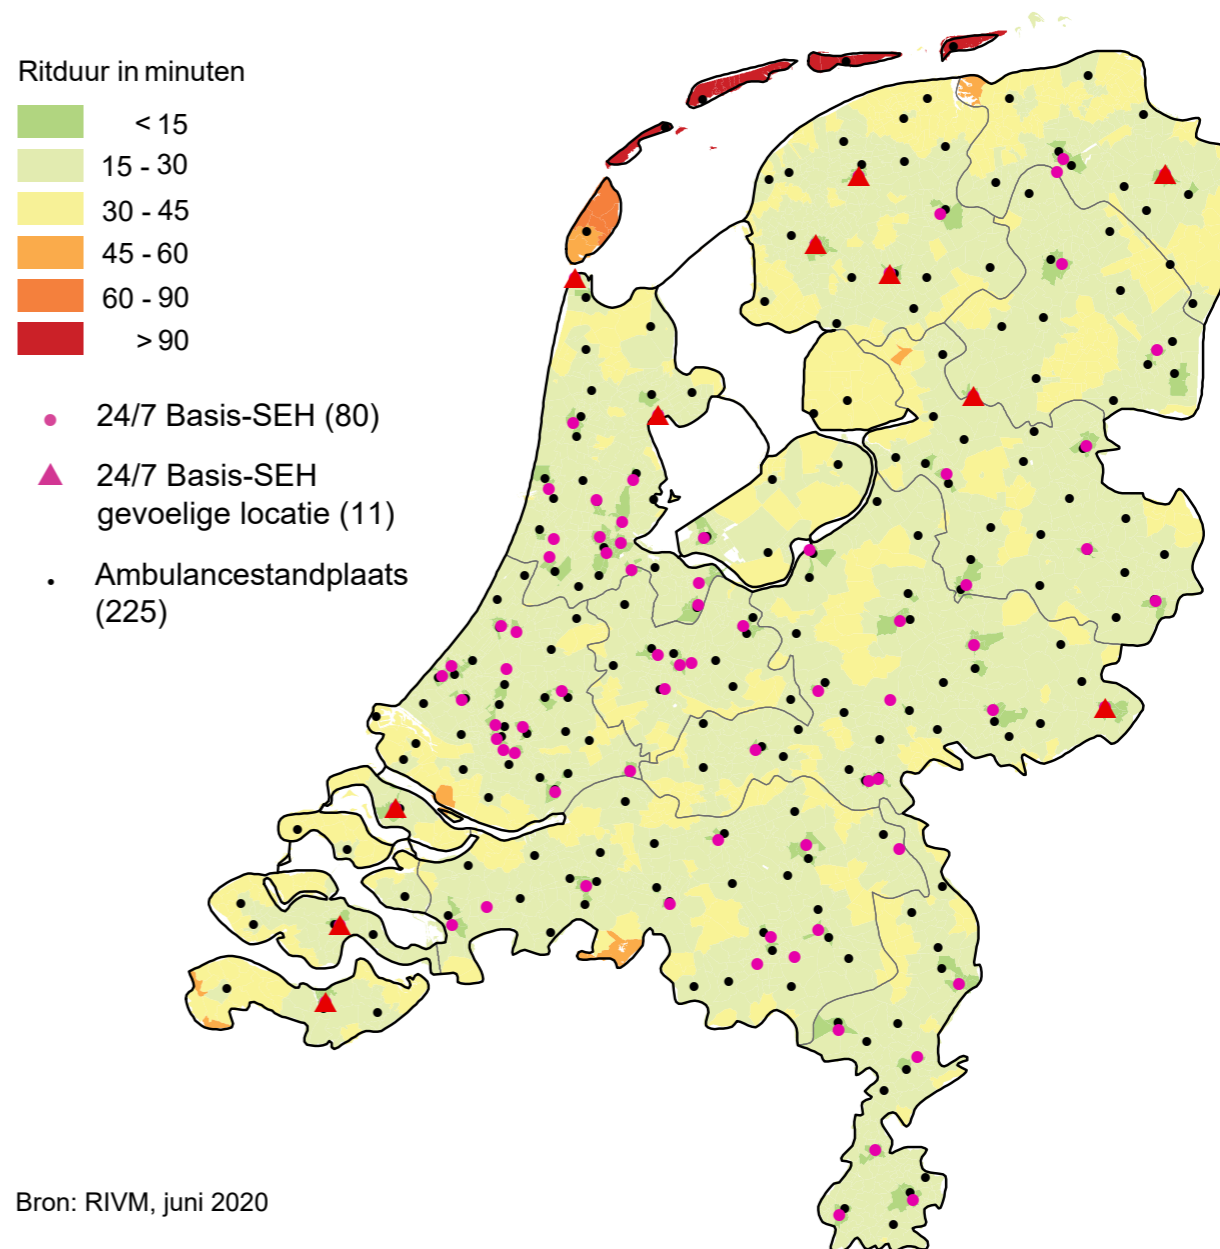 Ritduur in minuten
< 15
15 - 30
30 - 45
45 - 60
60 - 90
> 90
24/7 Basis-SEH (80)
24/7 Basis-SEH
gevoelige locatie (11)
Ambulancestandplaats
(225)
Bron: RIVM, juni 2020